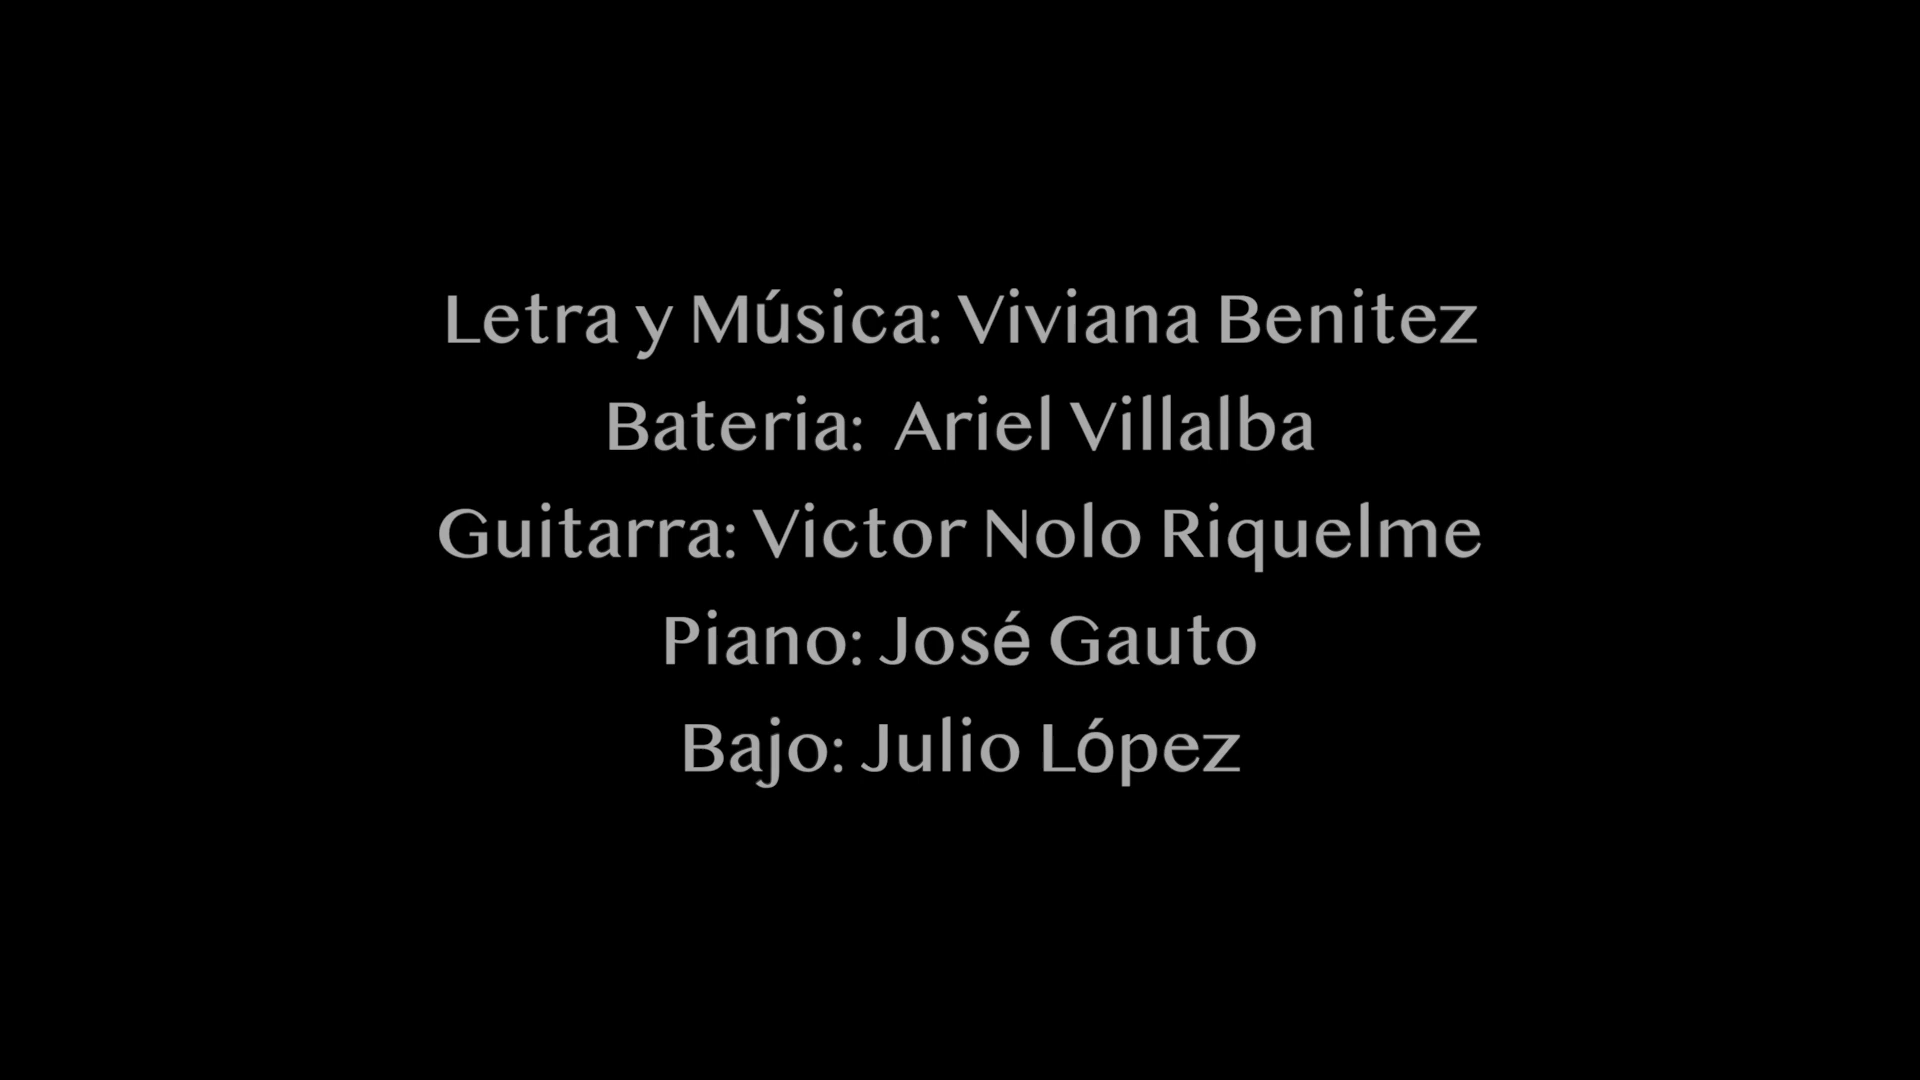 Letra y Música: Viviana Benitez
Bateria:  Ariel Villalba
Guitarra: Victor Nolo Riquelme
Piano: José Gauto
Bajo: Julio López